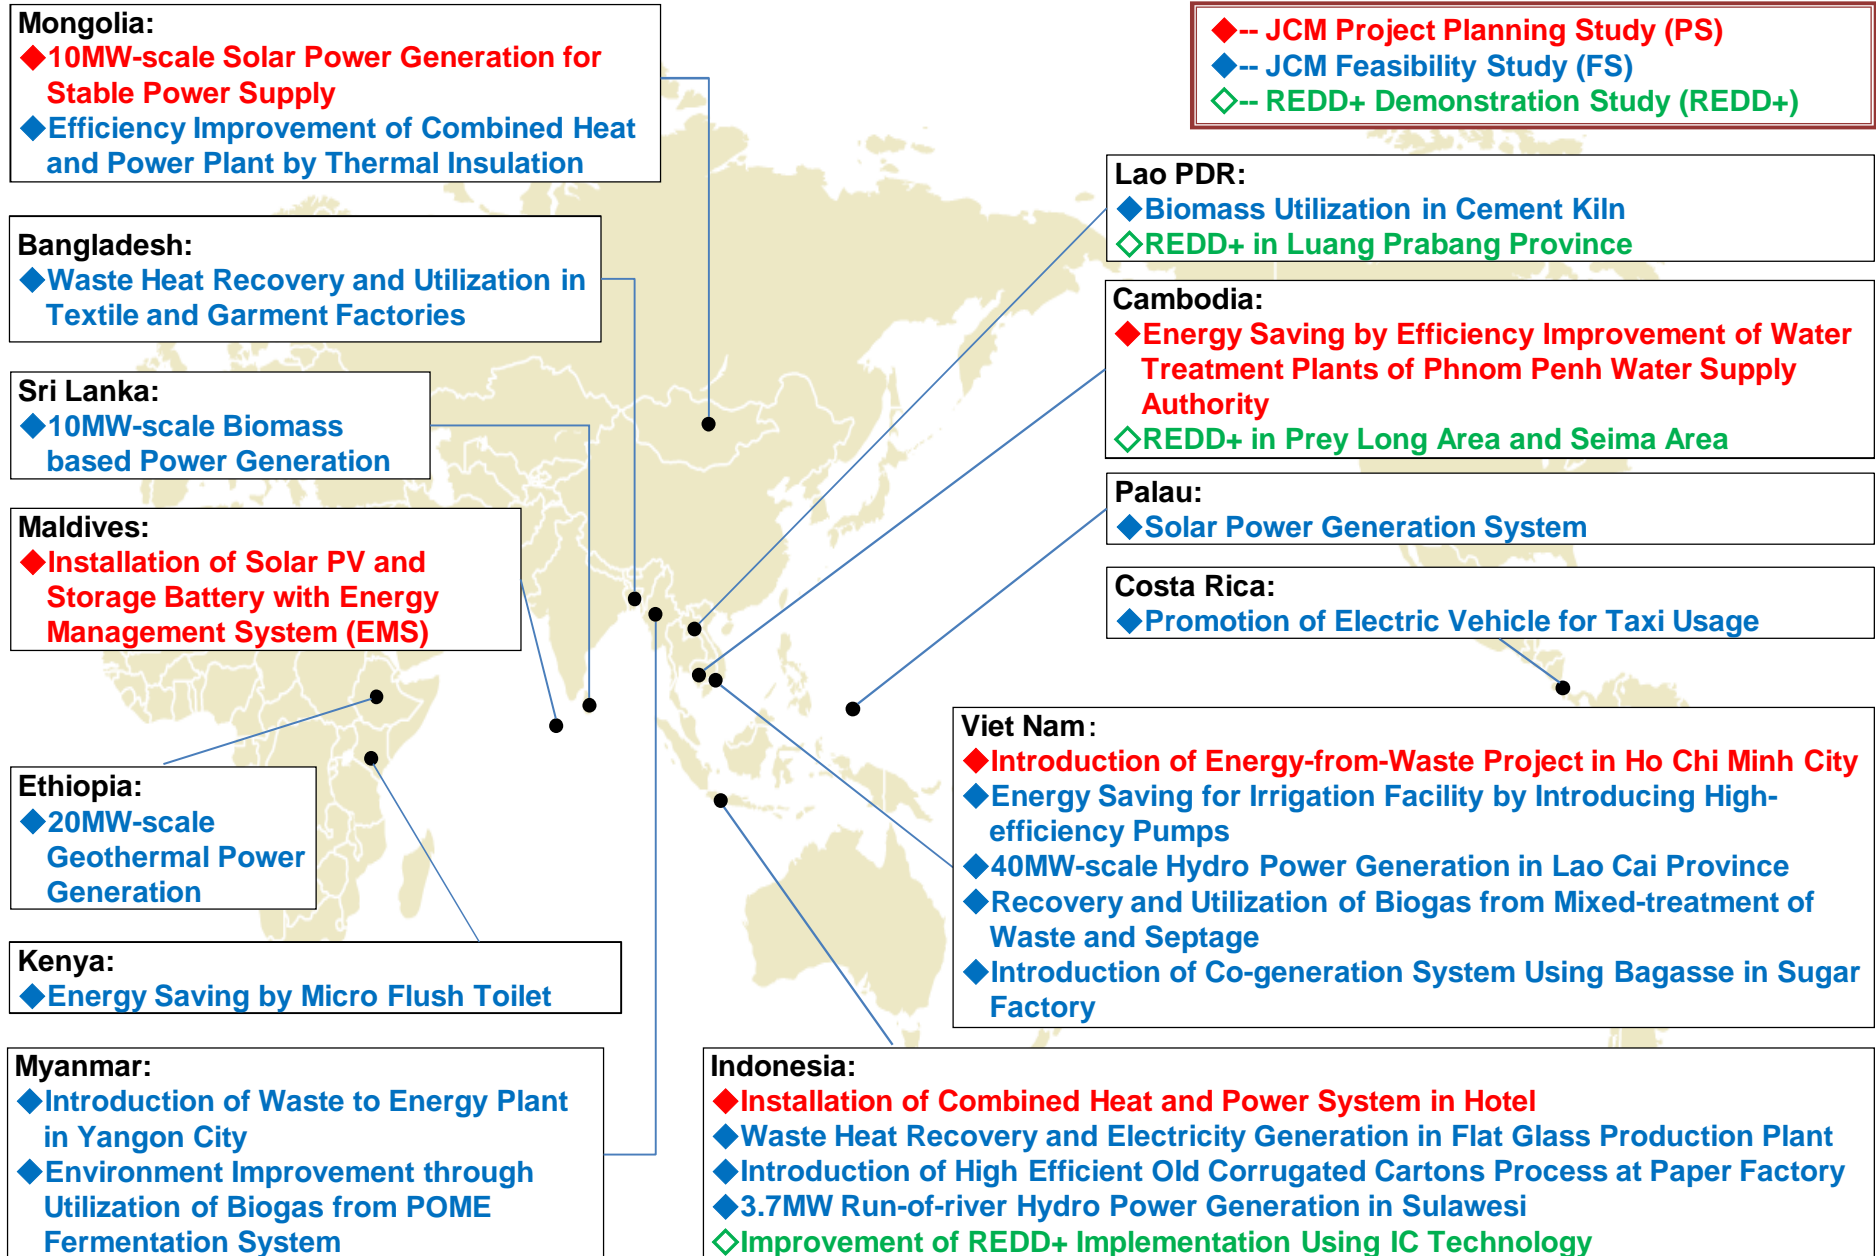 Mongolia:
◆10MW-scale Solar Power Generation for
Stable Power Supply
◆Efficiency Improvement of Combined Heat
and Power Plant by Thermal Insulation
◆-- JCM Project Planning Study (PS)
◆-- JCM Feasibility Study (FS)
◇-- REDD+ Demonstration Study (REDD+)
Bangladesh:
◆Waste Heat Recovery and Utilization in
Textile and Garment Factories
Sri Lanka:
◆10MW-scale Biomass
based Power Generation
Maldives:
◆Installation of Solar PV and
Storage Battery with Energy
Management System (EMS)
Ethiopia:
◆20MW-scale
Geothermal Power
Generation
Kenya:
◆Energy Saving by Micro Flush Toilet
Myanmar:
◆Introduction of Waste to Energy Plant
in Yangon City
◆Environment Improvement through
Utilization of Biogas from POME
Fermentation System
Lao PDR:
◆Biomass Utilization in Cement Kiln
◇REDD+ in Luang Prabang Province
Cambodia:
◆Energy Saving by Efficiency Improvement of Water
Treatment Plants of Phnom Penh Water Supply
Authority
◇REDD+ in Prey Long Area and Seima Area
Palau:
◆Solar Power Generation System
Costa Rica:
◆Promotion of Electric Vehicle for Taxi Usage
Viet Nam:
◆Introduction of Energy-from-Waste Project in Ho Chi Minh City
◆Energy Saving for Irrigation Facility by Introducing High-
efficiency Pumps
◆40MW-scale Hydro Power Generation in Lao Cai Province
◆Recovery and Utilization of Biogas from Mixed-treatment of
Waste and Septage
◆Introduction of Co-generation System Using Bagasse in Sugar
Factory
Indonesia:
◆Installation of Combined Heat and Power System in Hotel
◆Waste Heat Recovery and Electricity Generation in Flat Glass Production Plant
◆Introduction of High Efficient Old Corrugated Cartons Process at Paper Factory
◆3.7MW Run-of-river Hydro Power Generation in Sulawesi
◇Improvement of REDD+ Implementation Using IC Technology